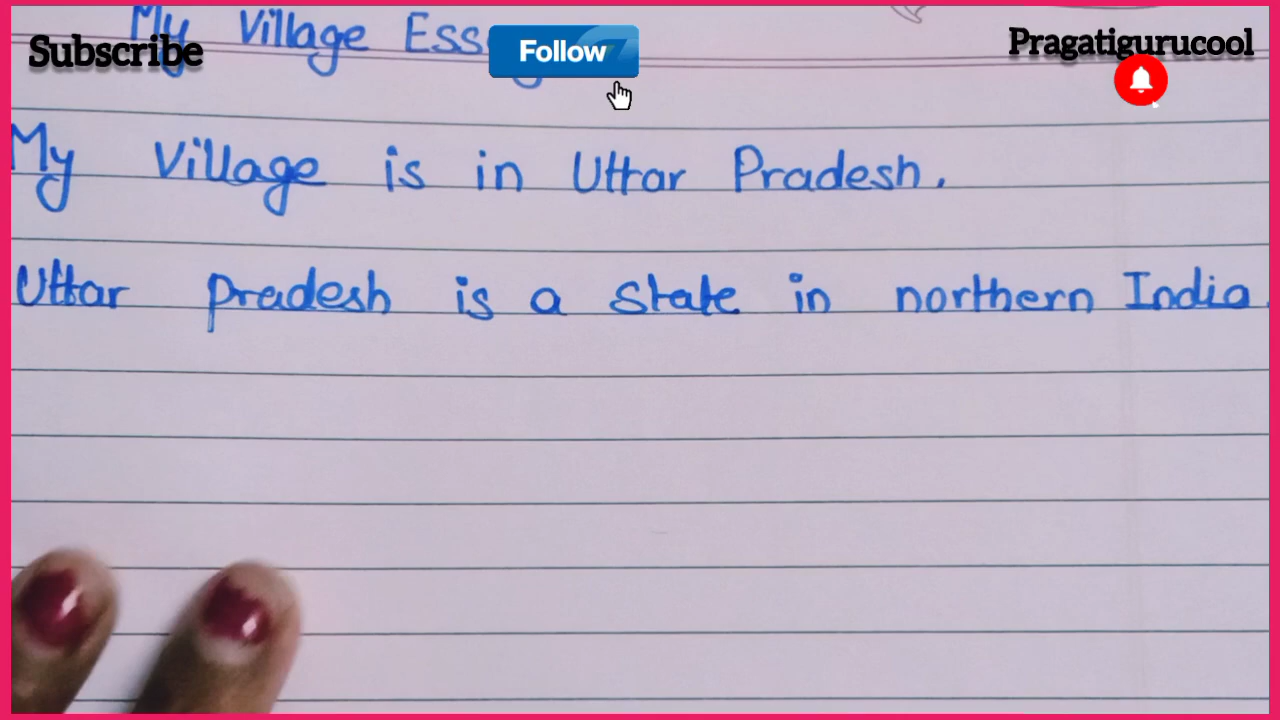 My Village Ess
Subscribe
Follow
Pragatigurucool
My Village is in Uttar Pradesh.
Uttar pradesh is a state in northern India.